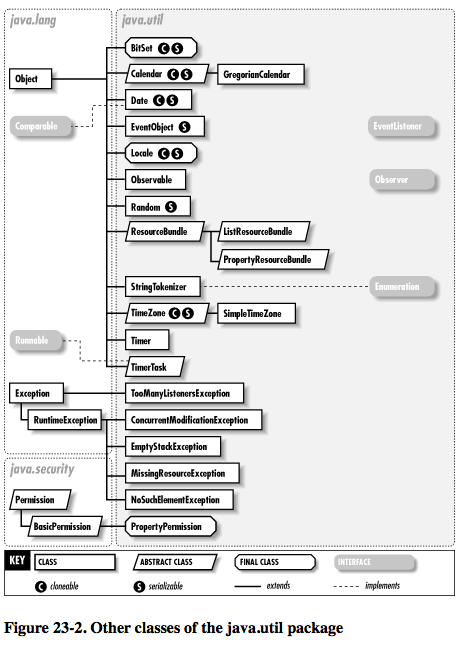 java.lang
java.util
BitSet C S
Object
Calendar C S
GregorianCalendar
Date C S
Comparable
EventObject S
EventListener
Locale C S
Observable
Observer
Random S
ResourceBundle
ListResourceBundle
PropertyResourceBundle
StringTokenizer
Enumeration
TimeZone C S
SimpleTimeZone
Runnable
Timer
TimerTask
Exception
TooManyListenersException
RuntimeException
ConcurrentModificationException
EmptyStackException
java.security
MissingResourceException
Permission
NoSuchElementException
BasicPermission
PropertyPermission
KEY
CLASS
ABSTRACT CLASS
FINAL CLASS
INTERFACE
C cloneable
S serializable
extends
implements
Figure 23-2. Other classes of the java.util package